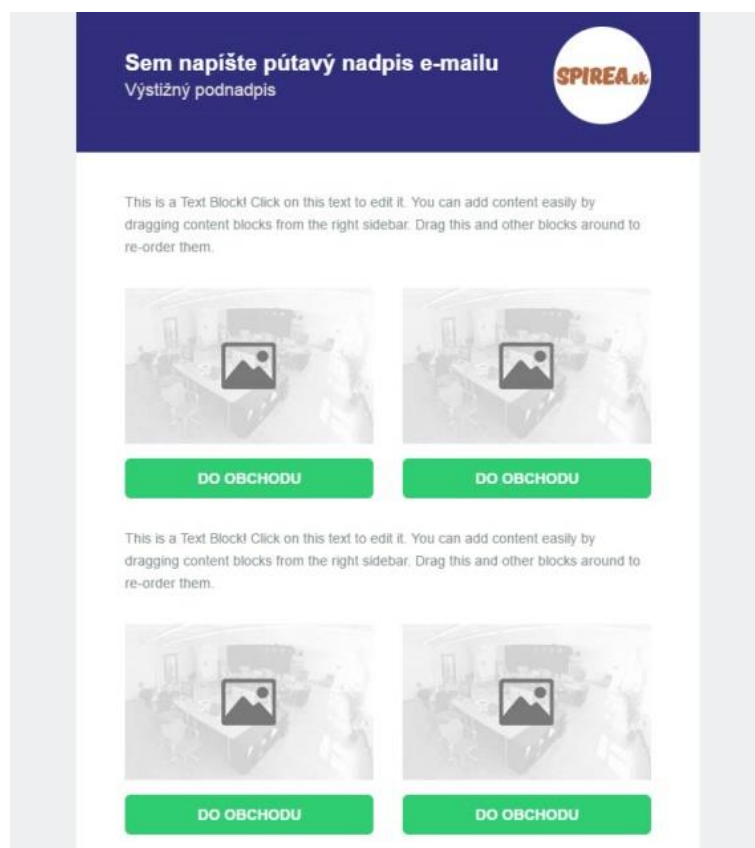 Sem napíšte pútavý nadpis e-mailu
Výstižný podnadpis
SPIREA.sk
This is a Text Block! Click on this text to edit it. You can add content easily by
dragging content blocks from the right sidebar. Drag this and other blocks around to
re-order them.
DO OBCHODU
DO OBCHODU
This is a Text Block! Click on this text to edit it. You can add content easily by
dragging content blocks from the right sidebar. Drag this and other blocks around to
re-order them.
DO OBCHODU
DO OBCHODU